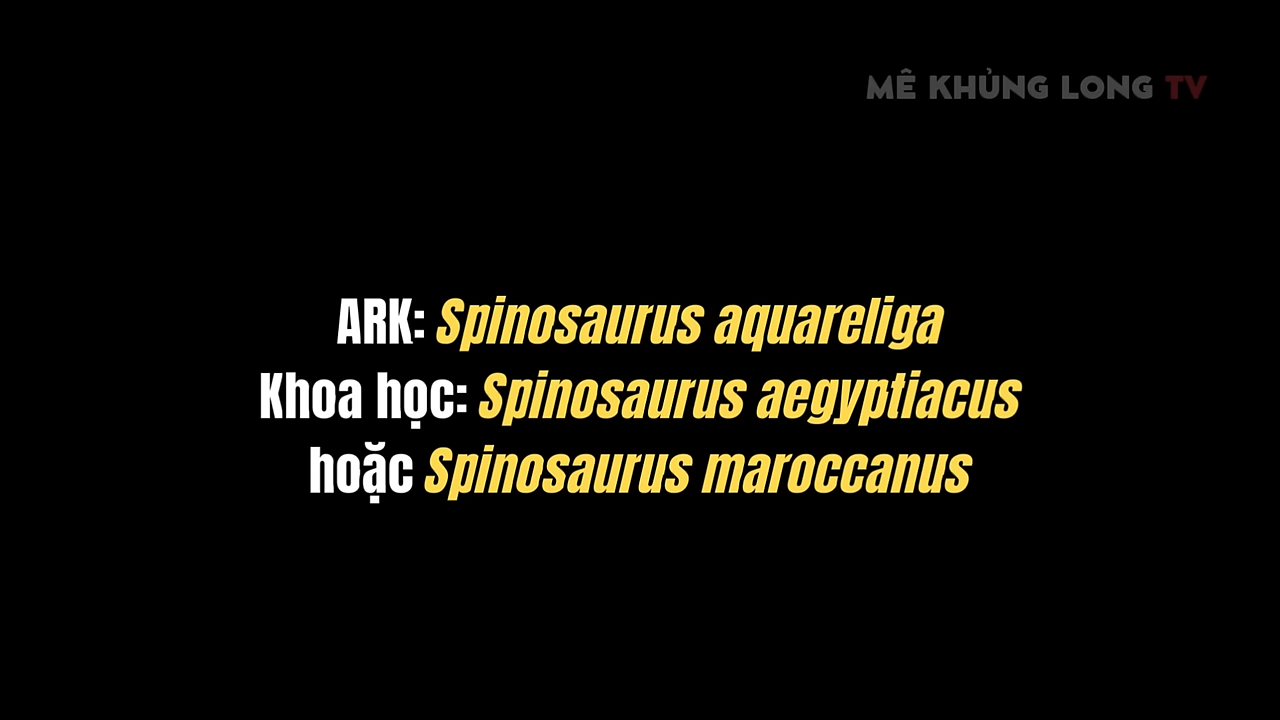 MÊ KHỦNG LONG TV
ARK: Spinosaurus aquareliga
Khoa học: Spinosaurus aegyptiacus
hoặc Spinosaurus maroccanus